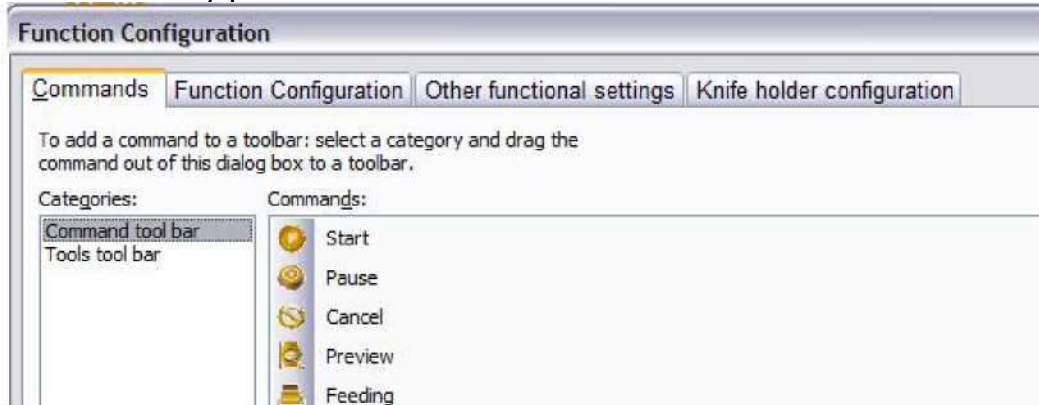 Function Configuration
Commands Function Configuration Other functional settings Knife holder configuration
To add a command to a toolbar: select a category and drag the
command out of this dialog box to a toolbar.
Categories: Commands:
Command tool bar
Tools tool bar
Start
Pause
Cancel
Preview
Feeding